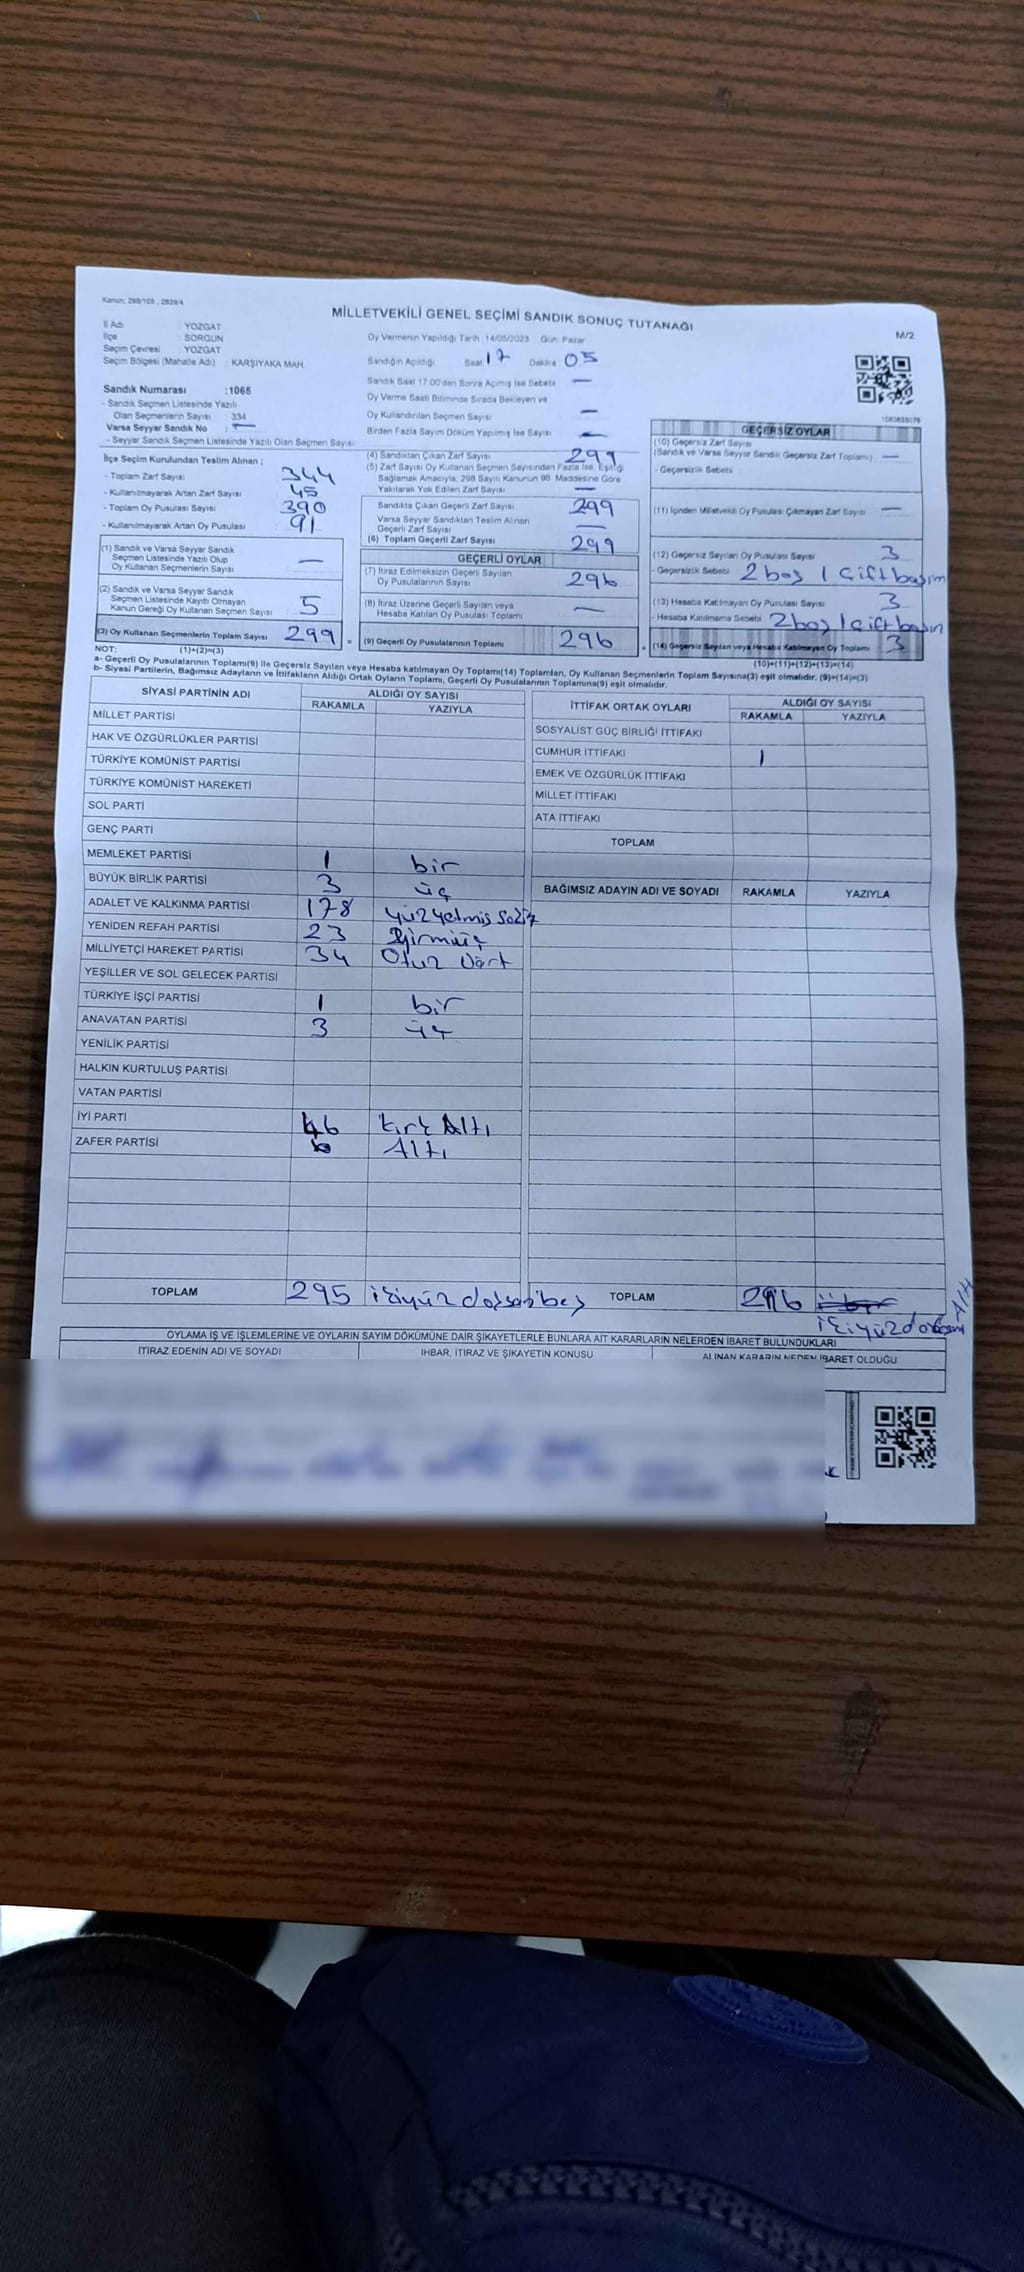 Kanun: 298/105 , 2839/4
MİLLETVEKİLİ GENEL SEÇİMİ SANDIK SONUÇ TUTANAĞI
M/2
İl Adı : YOZGAT
İlçe : SORGUN
Seçim Çevresi : YOZGAT
Seçim Bölgesi (Mahalle Adı) : KARŞIYAKA MAH.
Sandık Numarası :1065
- Sandık Seçmen Listesinde Yazılı
Olan Seçmenlerin Sayısı : 334
Varsa Seyyar Sandık No : —
- Seyyar Sandık Seçmen Listesinde Yazılı Olan Seçmen Sayısı:
Oy Vermenin Yapıldığı Tarih :14/05/2023 Gün: Pazar
Sandığın Açıldığı Saat 17 Dakika 05
Sandık Saat 17:00'den Sonra Açılmış İse Sebebi —
Oy Verme Saati Bitiminde Sırada Bekleyen ve
Oy Kullandırılan Seçmen Sayısı —
Birden Fazla Sayım Döküm Yapılmış İse Sayısı —
İlçe Seçim Kurulundan Teslim Alınan ;
- Toplam Zarf Sayısı 344
- Kullanılmayarak Artan Zarf Sayısı 45
- Toplam Oy Pusulası Sayısı 390
- Kullanılmayarak Artan Oy Pusulası 91
(1) Sandık ve Varsa Seyyar Sandık
Seçmen Listesinde Yazılı Olup
Oy Kullanan Seçmenlerin Sayısı —
(2) Sandık ve Varsa Seyyar Sandık
Seçmen Listesinde Kayıtlı Olmayan
Kanun Gereği Oy Kullanan Seçmen Sayısı 5
(3) Oy Kullanan Seçmenlerin Toplam Sayısı 299
(4) Sandıktan Çıkan Zarf Sayısı 299
(5) Zarf Sayısı Oy Kullanan Seçmen Sayısından Fazla İse, Eşitliği
Sağlamak Amacıyla, 298 Sayılı Kanunun 98. Maddesine Göre
Yakılarak Yok Edilen Zarf Sayısı —
Sandıkta Çıkan Geçerli Zarf Sayısı 299
Varsa Seyyar Sandıktan Teslim Alınan
Geçerli Zarf Sayısı —
(6) Toplam Geçerli Zarf Sayısı 299
GEÇERLİ OYLAR
(7) İtiraz Edilmeksizin Geçerli Sayılan
Oy Pusulalarının Sayısı 296
(8) İtiraz Üzerine Geçerli Sayılan veya
Hesaba Katılan Oy Pusulası Toplamı —
(9) Geçerli Oy Pusulalarının Toplamı 296
GEÇERSİZ OYLAR
(10) Geçersiz Zarf Sayısı
(Sandık ve Varsa Seyyar Sandık Geçersiz Zarf Toplamı) —
- Geçersizlik Sebebi
(11) İçinden Milletvekili Oy Pusulası Çıkmayan Zarf Sayısı —
(12) Geçersiz Sayılan Oy Pusulası Sayısı 3
- Geçersizlik Sebebi 2 boş 1 çift basım
(13) Hesaba Katılmayan Oy Pusulası Sayısı 3
- Hesaba Katılmama Sebebi 2 boş 1 çift basın
(14) Geçersiz Sayılan veya Hesaba Katılmayan Oy Toplamı 3
NOT: (1)+(2)=(3)
(10)+(11)+(12)+(13)=(14)
a- Geçerli Oy Pusulalarının Toplamı(9) ile Geçersiz Sayılan veya Hesaba katılmayan Oy Toplamı(14) Toplamları, Oy Kullanan Seçmenlerin Toplam Sayısına(3) eşit olmalıdır. (9)+(14)=(3)
b- Siyasi Partilerin, Bağımsız Adayların ve İttifakların Aldığı Ortak Oyların Toplamı, Geçerli Oy Pusulalarının Toplamına(9) eşit olmalıdır.
SİYASİ PARTİNİN ADI ALDIĞI OY SAYISI
RAKAMLA YAZIYLA
MİLLET PARTİSİ
HAK VE ÖZGÜRLÜKLER PARTİSİ
TÜRKİYE KOMÜNİST PARTİSİ
TÜRKİYE KOMÜNİST HAREKETİ
SOL PARTİ
GENÇ PARTİ
MEMLEKET PARTİSİ 1 bir
BÜYÜK BİRLİK PARTİSİ 3 üç
ADALET VE KALKINMA PARTİSİ 178 yüzyetmiş sekiz
YENİDEN REFAH PARTİSİ 23 yirmiüç
MİLLİYETÇİ HAREKET PARTİSİ 34 Otuz Dört
YEŞİLLER VE SOL GELECEK PARTİSİ
TÜRKİYE İŞÇİ PARTİSİ 1 bir
ANAVATAN PARTİSİ 3 üç
YENİLİK PARTİSİ
HALKIN KURTULUŞ PARTİSİ
VATAN PARTİSİ
İYİ PARTİ 46 kırk Altı
ZAFER PARTİSİ 6 Altı
TOPLAM 295 ikiyüz doksanbeş
İTTİFAK ORTAK OYLARI ALDIĞI OY SAYISI
RAKAMLA YAZIYLA
SOSYALİST GÜÇ BİRLİĞİ İTTİFAKI
CUMHUR İTTİFAKI 1
EMEK VE ÖZGÜRLÜK İTTİFAKI
MİLLET İTTİFAKI
ATA İTTİFAKI
TOPLAM
BAĞIMSIZ ADAYIN ADI VE SOYADI RAKAMLA YAZIYLA
TOPLAM 296
ikiyüzdoksan Altı
OYLAMA İŞ VE İŞLEMLERİNE VE OYLARIN SAYIM DÖKÜMÜNE DAİR ŞİKAYETLERLE BUNLARA AİT KARARLARIN NELERDEN İBARET BULUNDUKLARI
İTİRAZ EDENİN ADI VE SOYADI IHBAR, İTİRAZ VE ŞİKAYETİN KONUSU ALINAN KARARIN NEDEN İBARET OLDUĞU